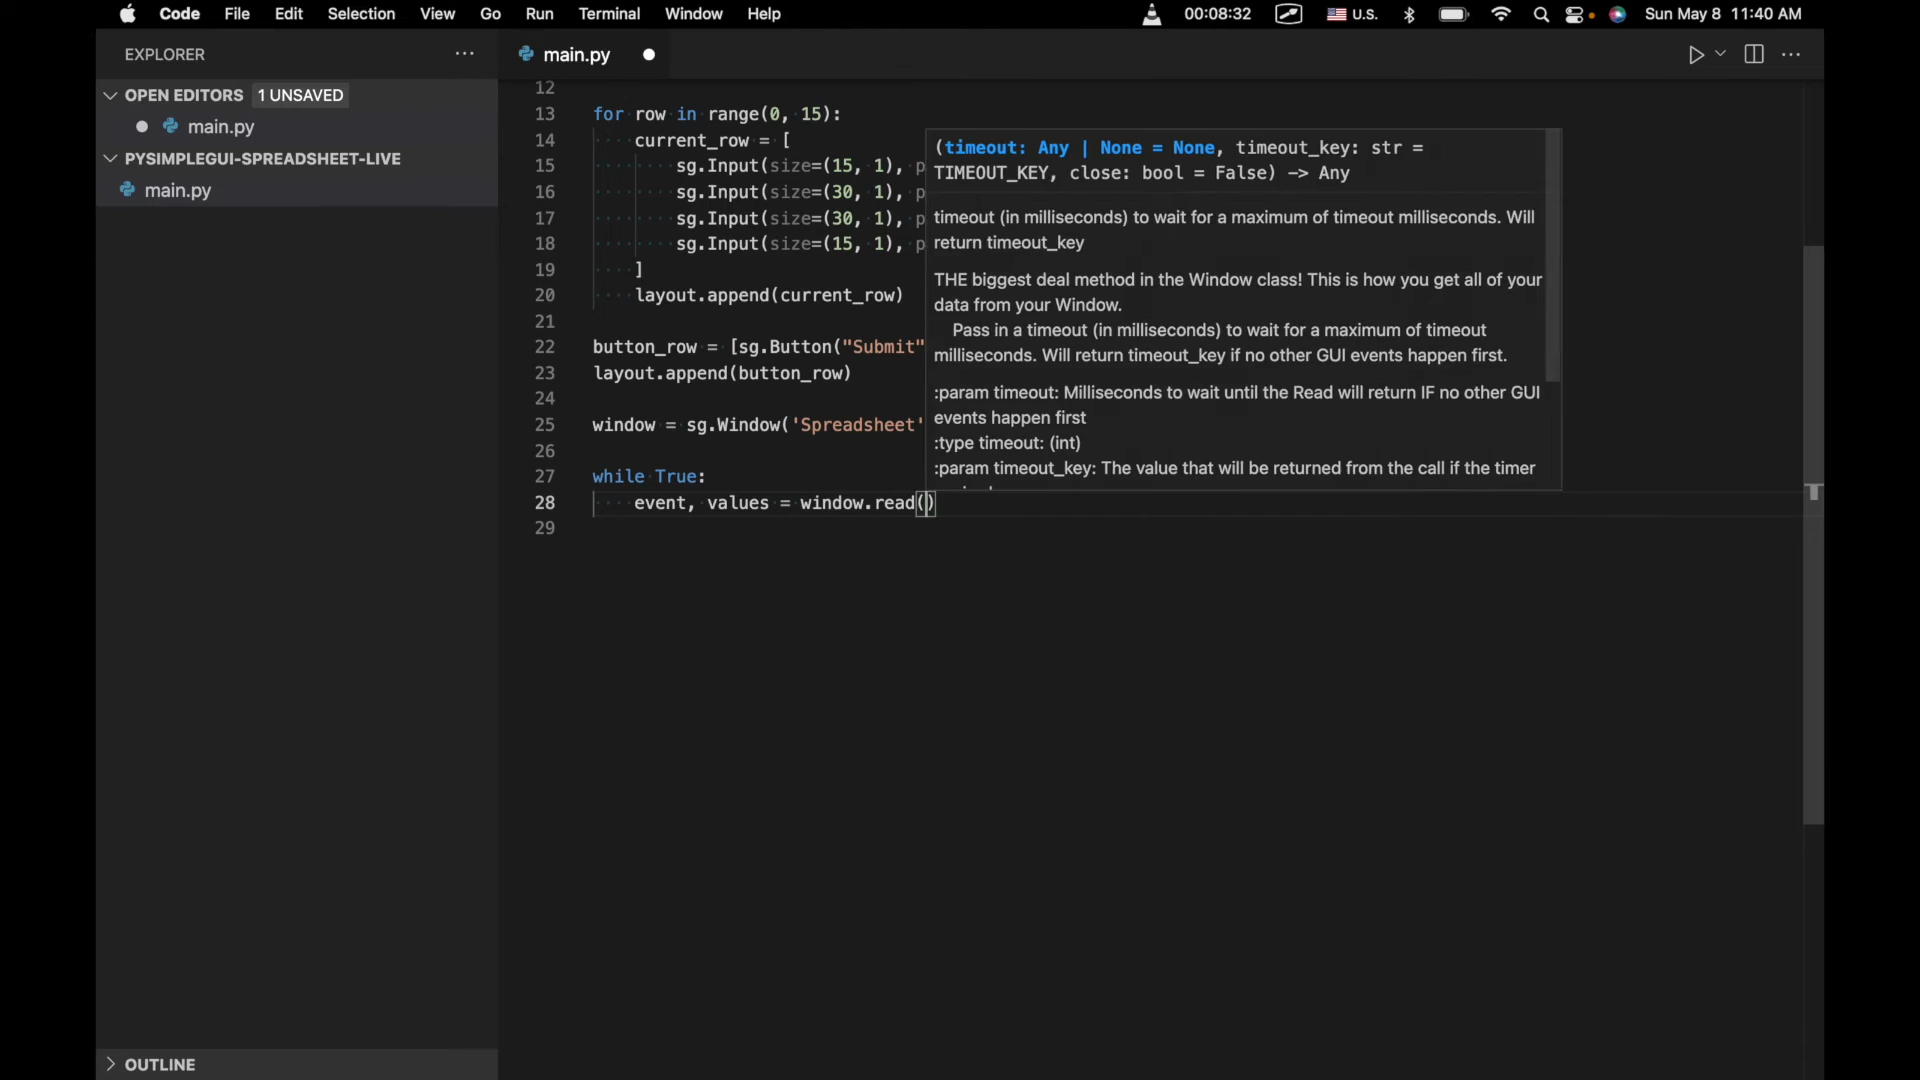 Code File Edit Selection View Go Run Terminal Window Help 00:08:32 U.S. Sun May 8 11:40 AM
EXPLORER
main.py
OPEN EDITORS 1 UNSAVED
main.py
PYSIMPLEGUI-SPREADSHEET-LIVE
main.py
OUTLINE
12
13 for row in range(0, 15):
14 current_row = [
15 sg.Input(size=(15, 1), p
16 sg.Input(size=(30, 1), p
17 sg.Input(size=(30, 1), p
18 sg.Input(size=(15, 1), p
19 ]
20 layout.append(current_row)
21
22 button_row = [sg.Button("Submit"
23 layout.append(button_row)
24
25 window = sg.Window('Spreadsheet'
26
27 while True:
28 event, values = window.read()
29
(timeout: Any | None = None, timeout_key: str =
TIMEOUT_KEY, close: bool = False) -> Any
timeout (in milliseconds) to wait for a maximum of timeout milliseconds. Will
return timeout_key
THE biggest deal method in the Window class! This is how you get all of your
data from your Window.
Pass in a timeout (in milliseconds) to wait for a maximum of timeout
milliseconds. Will return timeout_key if no other GUI events happen first.
:param timeout: Milliseconds to wait until the Read will return IF no other GUI
events happen first
:type timeout: (int)
:param timeout_key: The value that will be returned from the call if the timer